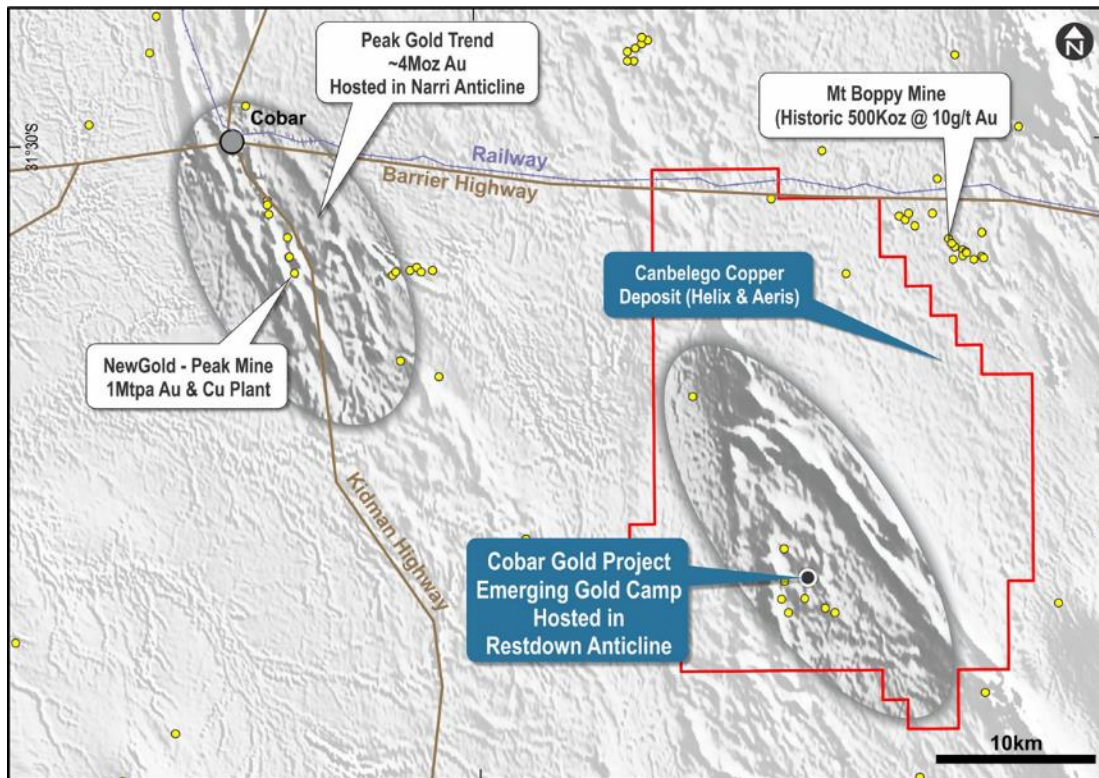 Peak Gold Trend
~4Moz Au
Hosted in Narri Anticline
N
Mt Boppy Mine
(Historic 500Koz @ 10g/t Au
Cobar
31°30'S
Railway
Barrier Highway
Canbelego Copper
Deposit (Helix & Aeris)
NewGold - Peak Mine
1Mtpa Au & Cu Plant
Kidman Highway
Cobar Gold Project
Emerging Gold Camp
Hosted in
Restdown Anticline
10km